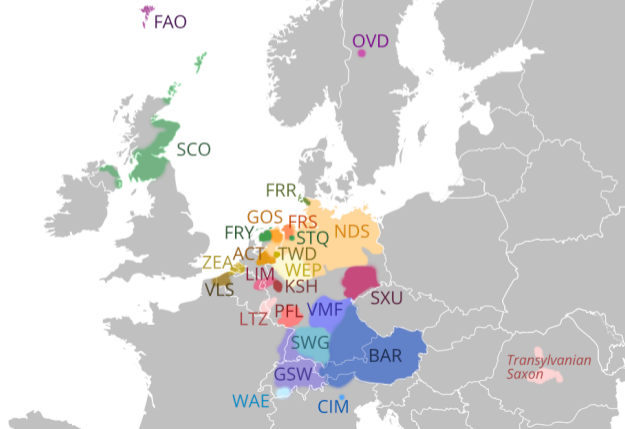 FAO
OVD
SCO
FRR
GOS
FRS
FRY
STQ
NDS
ACT
TWD
ZEA
LIM
WEP
VLS
KSH
SXU
LTZ
PFL
VMF
SWG
BAR
Transylvanian
Saxon
GSW
WAE
CIM